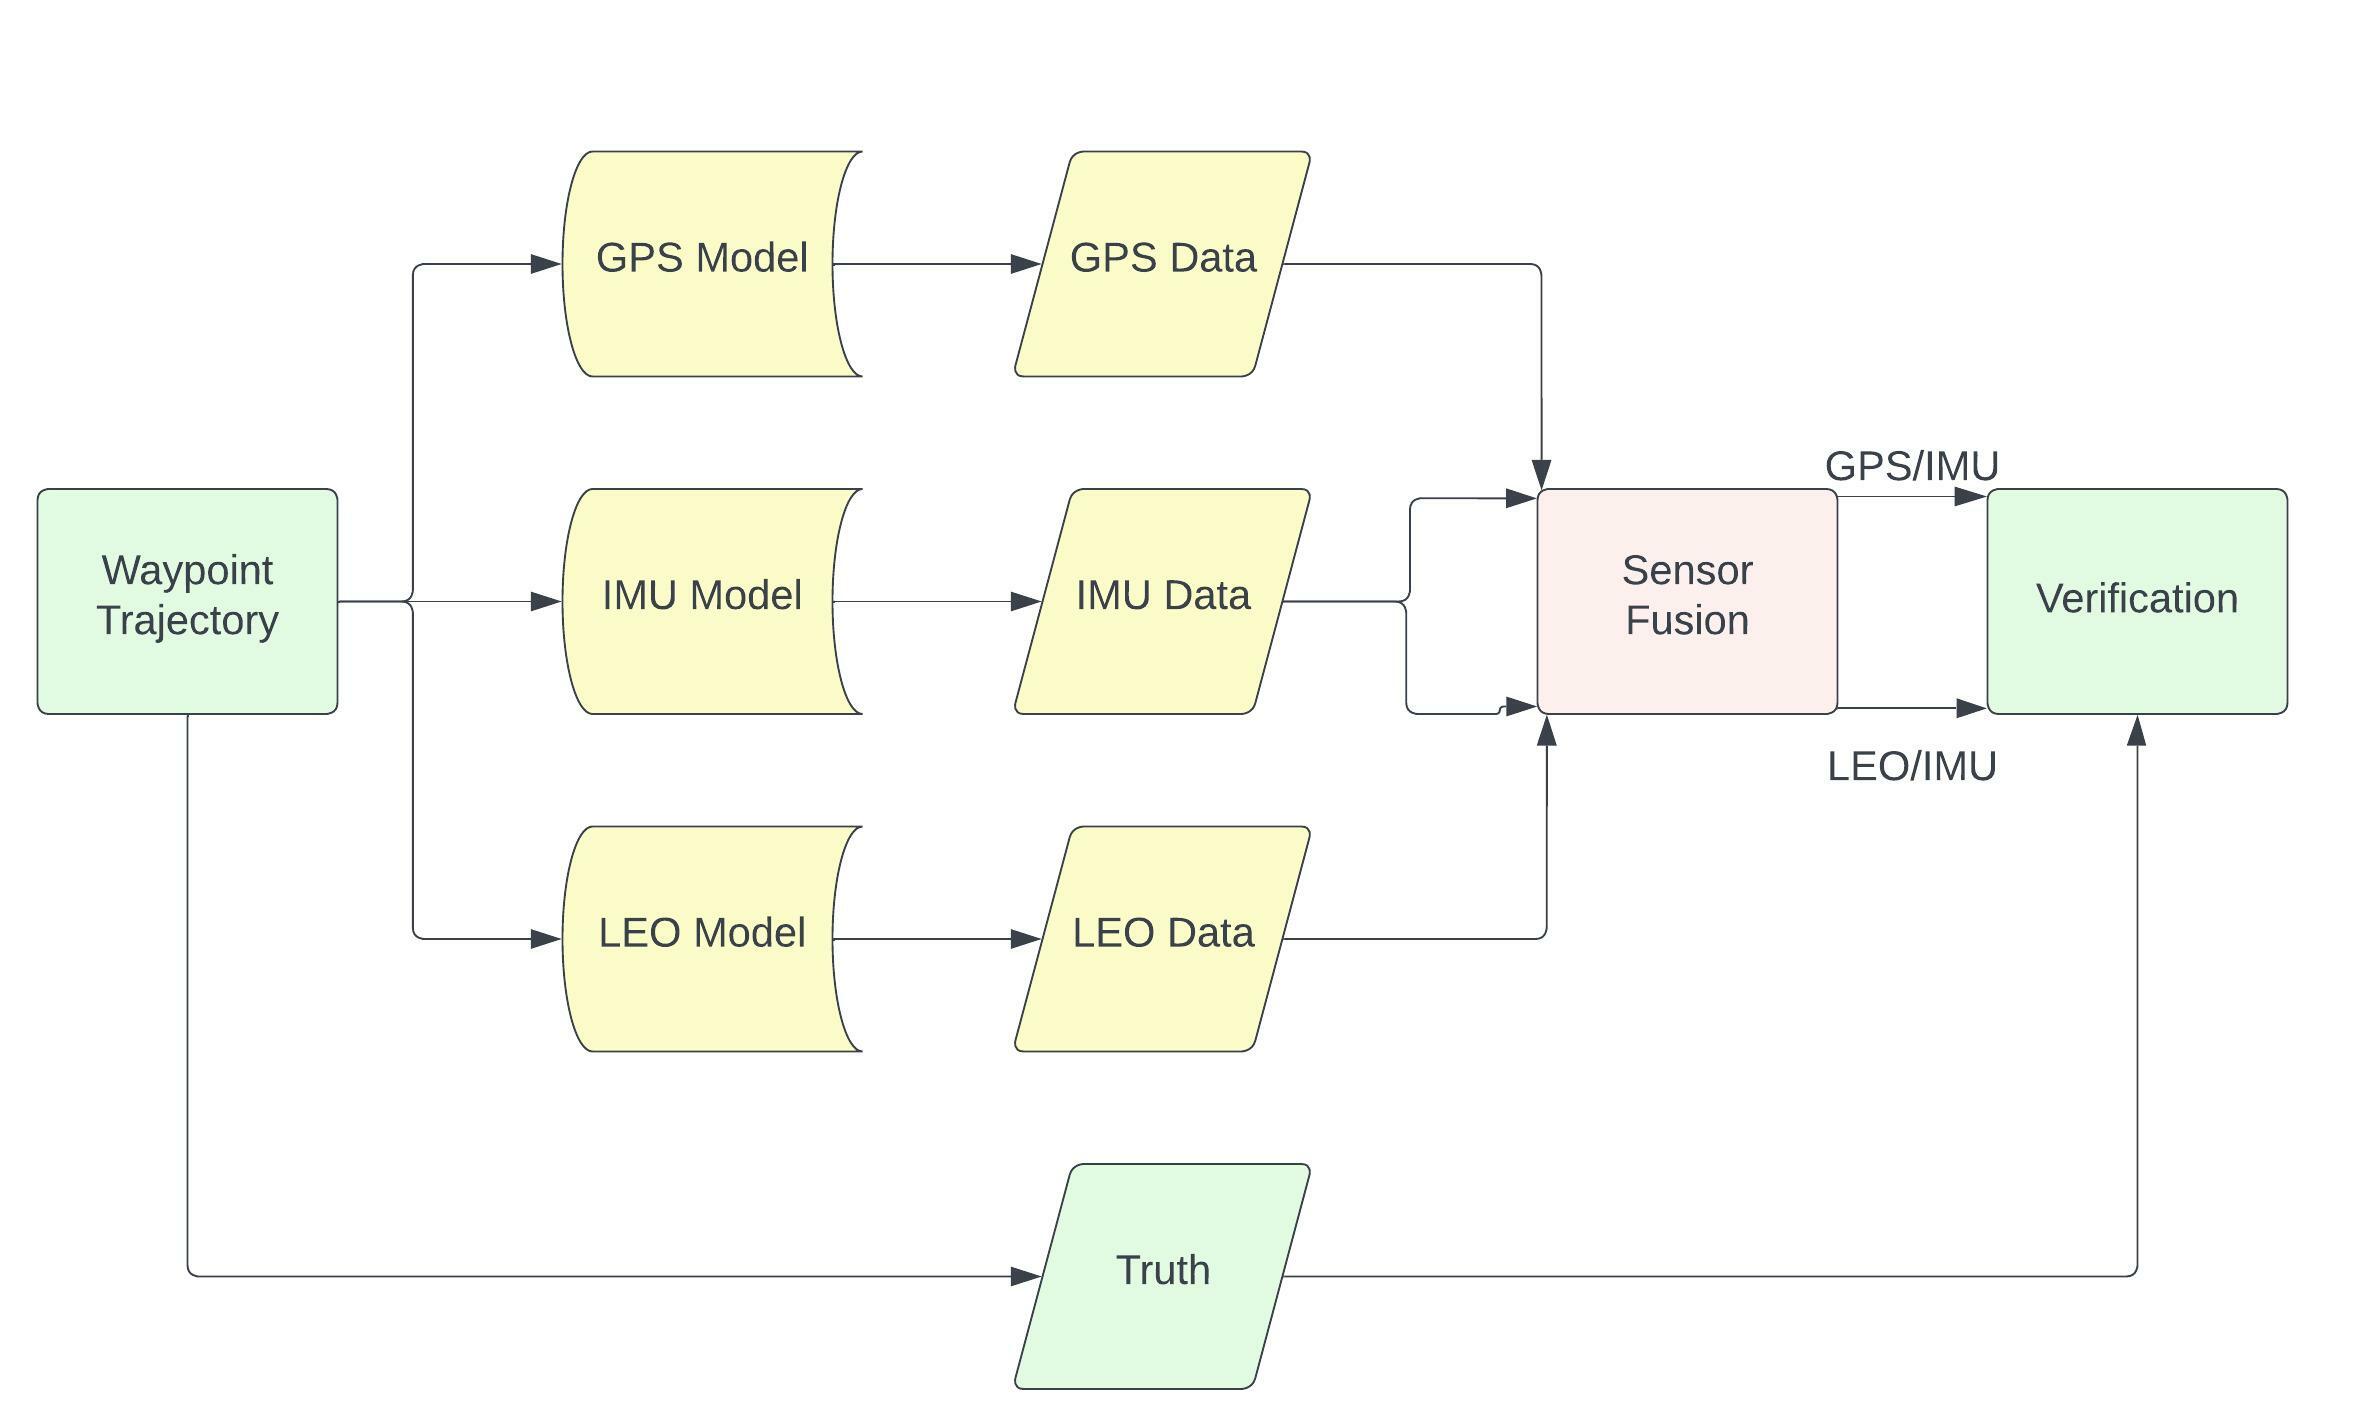 GPS Model
GPS Data
Waypoint
Trajectory
IMU Model
IMU Data
Sensor
Fusion
GPS/IMU
LEO/IMU
Verification
LEO Model
LEO Data
Truth